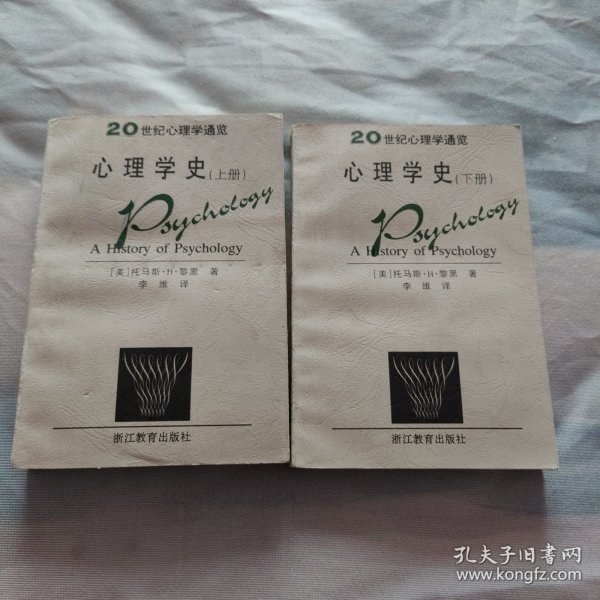 20世纪心理学通览
心理学史(上册)
Psychology
A History of Psychology
[美]托马斯·H·黎黑 著
李维 译
浙江教育出版社
20世纪心理学通览
心理学史(下册)
Psychology
A History of Psychology
[美]托马斯·H·黎黑 著
李维 译
浙江教育出版社
孔夫子旧书网
www.kongfz.com